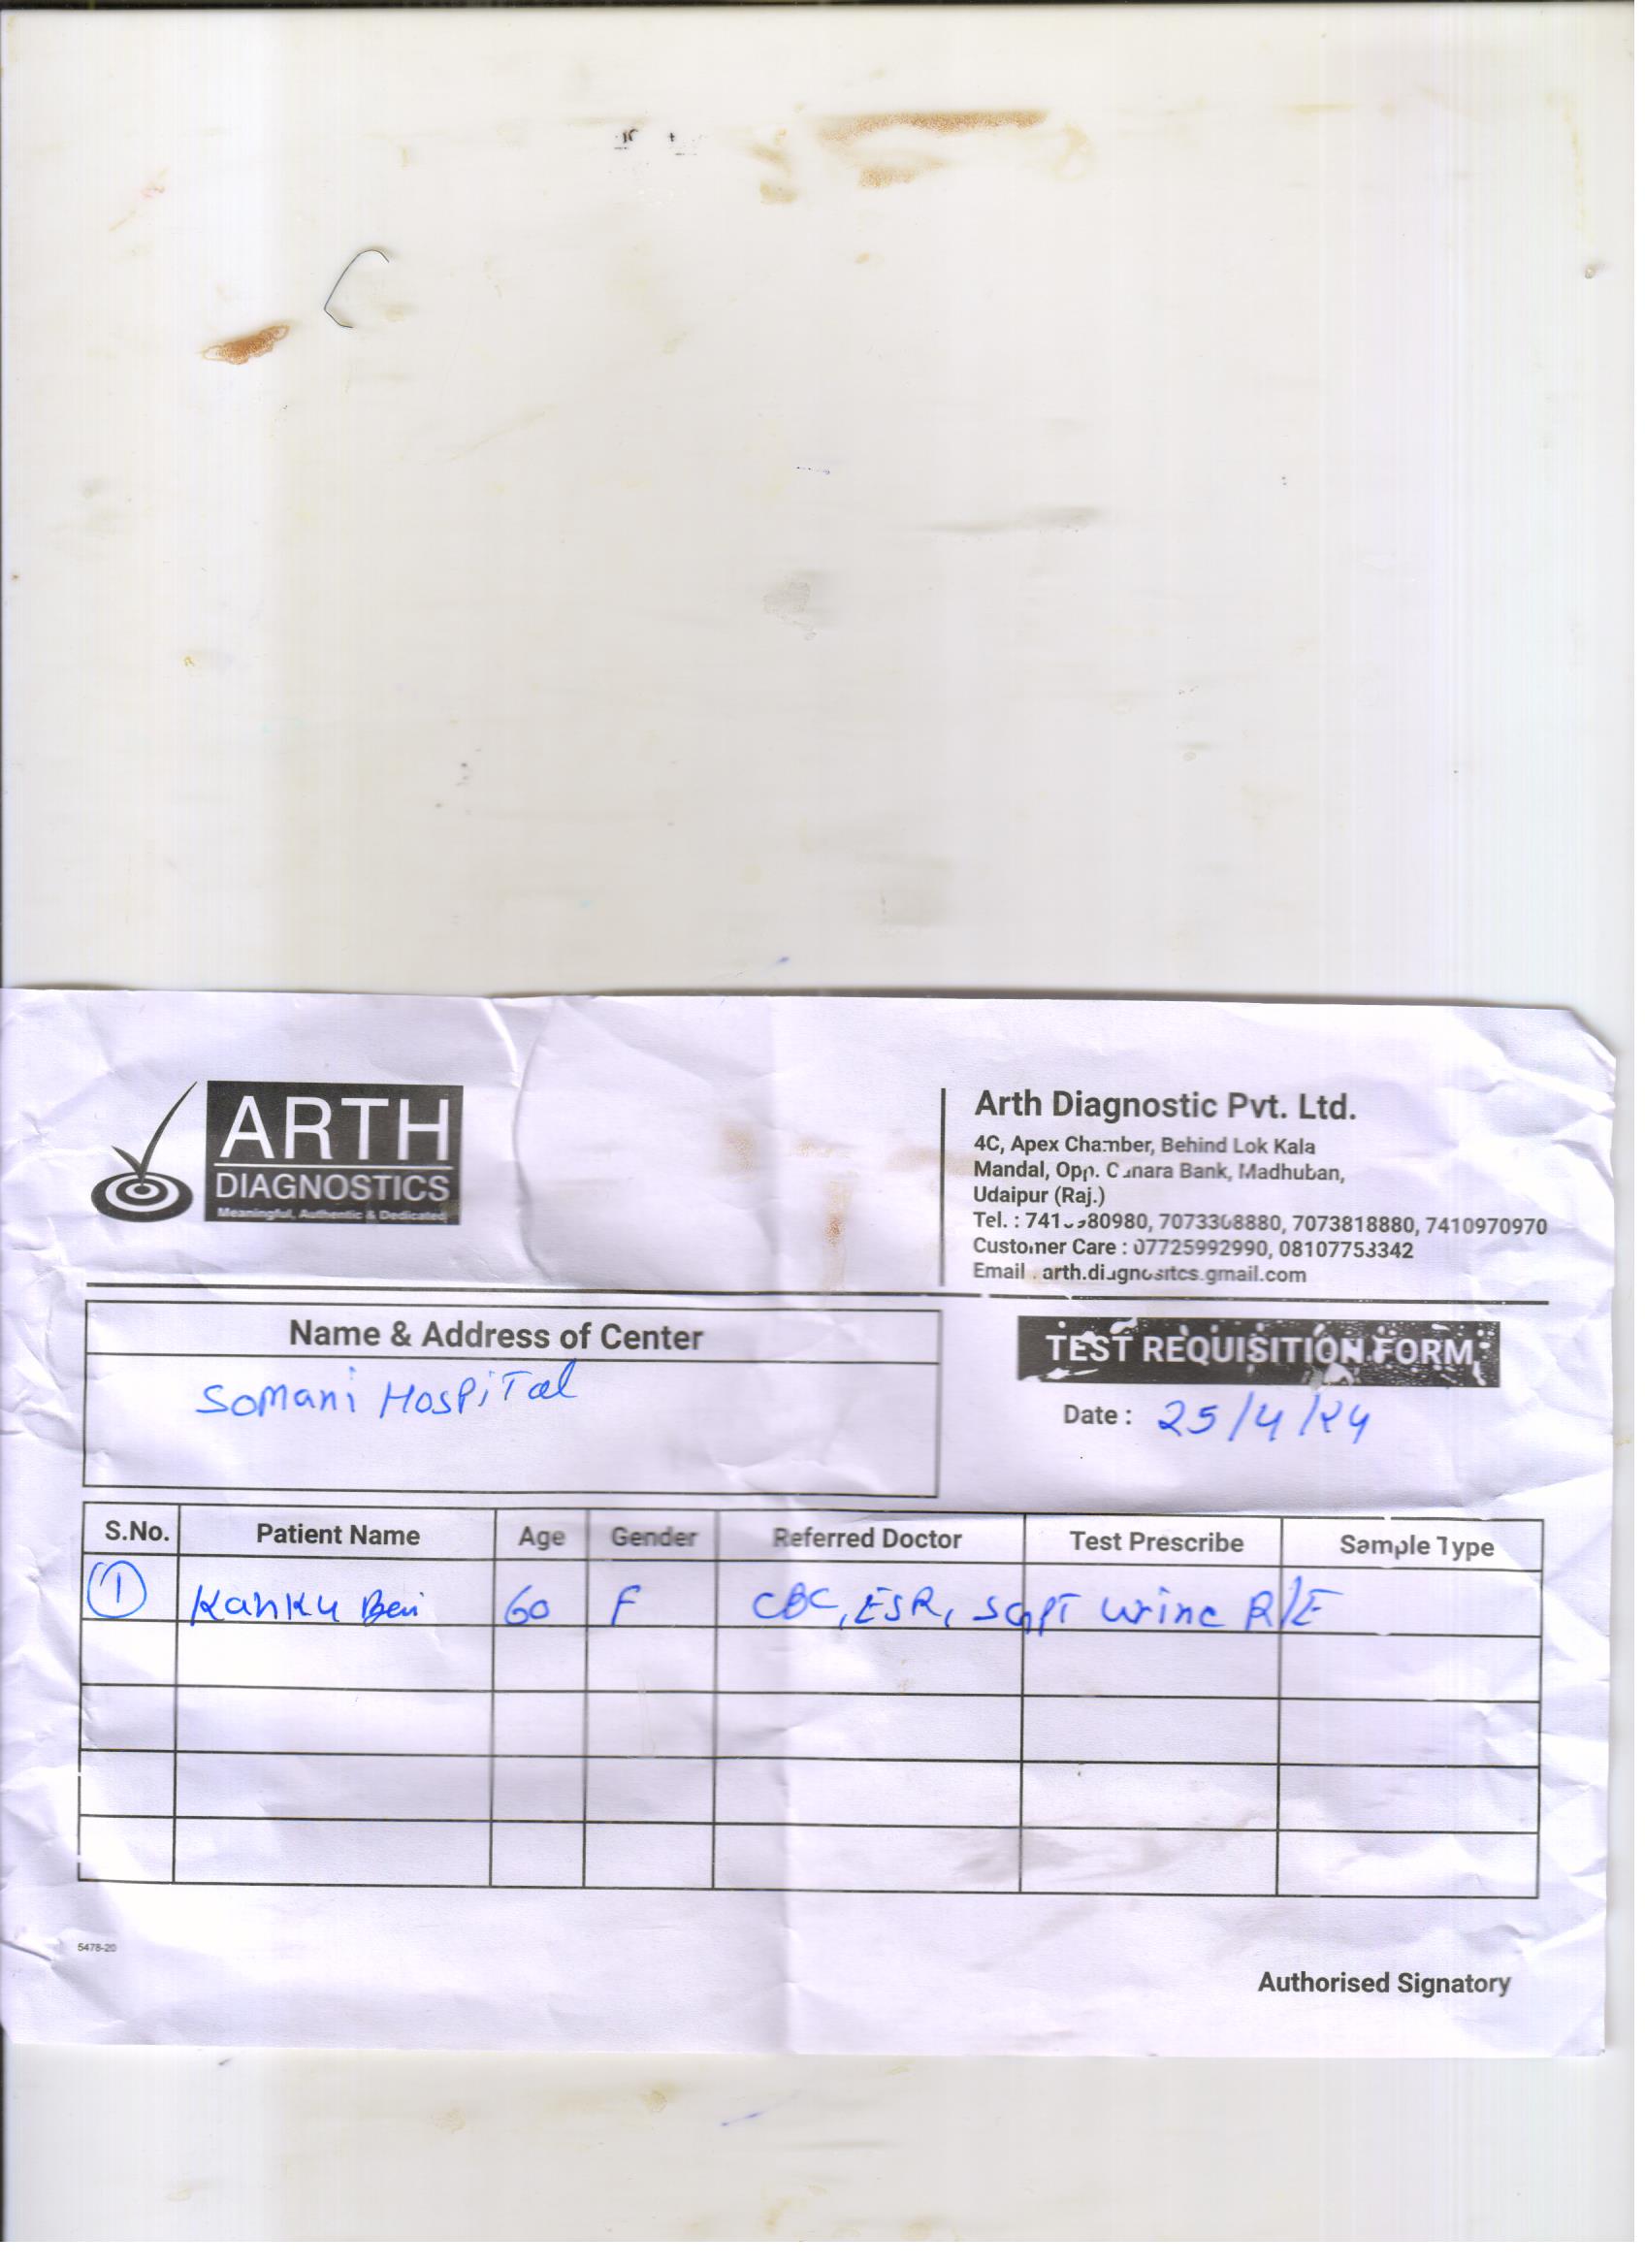 ARTH
DIAGNOSTICS
Meaningful, Authentic & Dedicated
Arth Diagnostic Pvt. Ltd.
4C, Apex Chamber, Behind Lok Kala
Mandal, Opp. Canara Bank, Madhuban,
Udaipur (Raj.)
Tel. : 7073308880, 7073818880, 7410970970
Customer Care : 07725992990, 08107753342
Email arth.diagnositcs.gmail.com
Name & Address of Center
Somani Hospital
TEST REQUISITION FORM
Date : 25/4/24
S.No. Patient Name Age Gender Referred Doctor Test Prescribe Sample Type
1 Kanku Bai 60 F CBC, ESR, SGPT Urine R/E
5478-20
Authorised Signatory